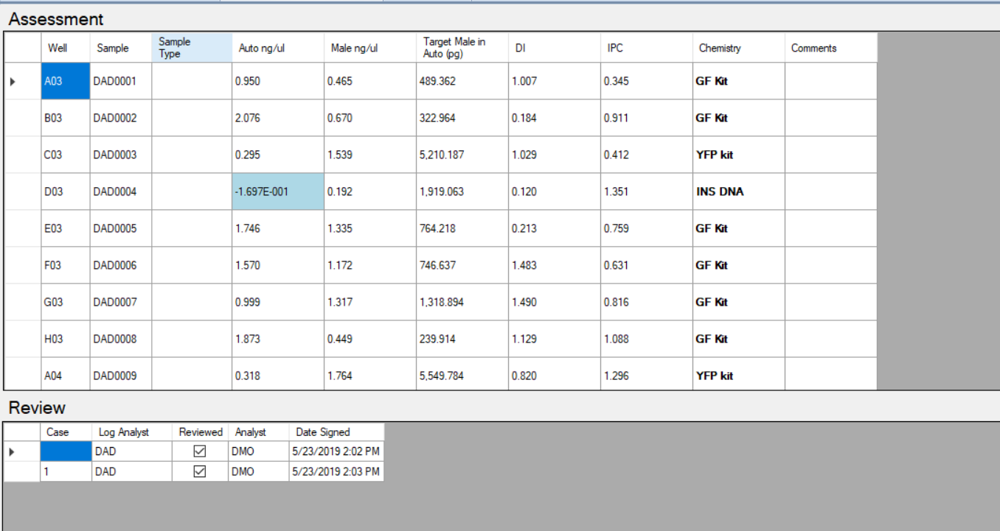 Assessment
Well Sample Sample Type Auto ng/ul Male ng/ul Target Male in Auto (pg) DI IPC Chemistry Comments
A03 DAD0001 0.950 0.465 489.362 1.007 0.345 GF Kit
B03 DAD0002 2.076 0.670 322.964 0.184 0.911 GF Kit
C03 DAD0003 0.295 1.539 5,210.187 1.029 0.412 YFP kit
D03 DAD0004 -1.697E-001 0.192 1,919.063 0.120 1.351 INS DNA
E03 DAD0005 1.746 1.335 764.218 0.213 0.759 GF Kit
F03 DAD0006 1.570 1.172 746.637 1.483 0.631 GF Kit
G03 DAD0007 0.999 1.317 1,318.894 1.490 0.816 GF Kit
H03 DAD0008 1.873 0.449 239.914 1.129 1.088 GF Kit
A04 DAD0009 0.318 1.764 5,549.784 0.820 1.296 YFP kit
Review
Case Log Analyst Reviewed Analyst Date Signed
DAD DMO 5/23/2019 2:02 PM
1 DAD DMO 5/23/2019 2:03 PM